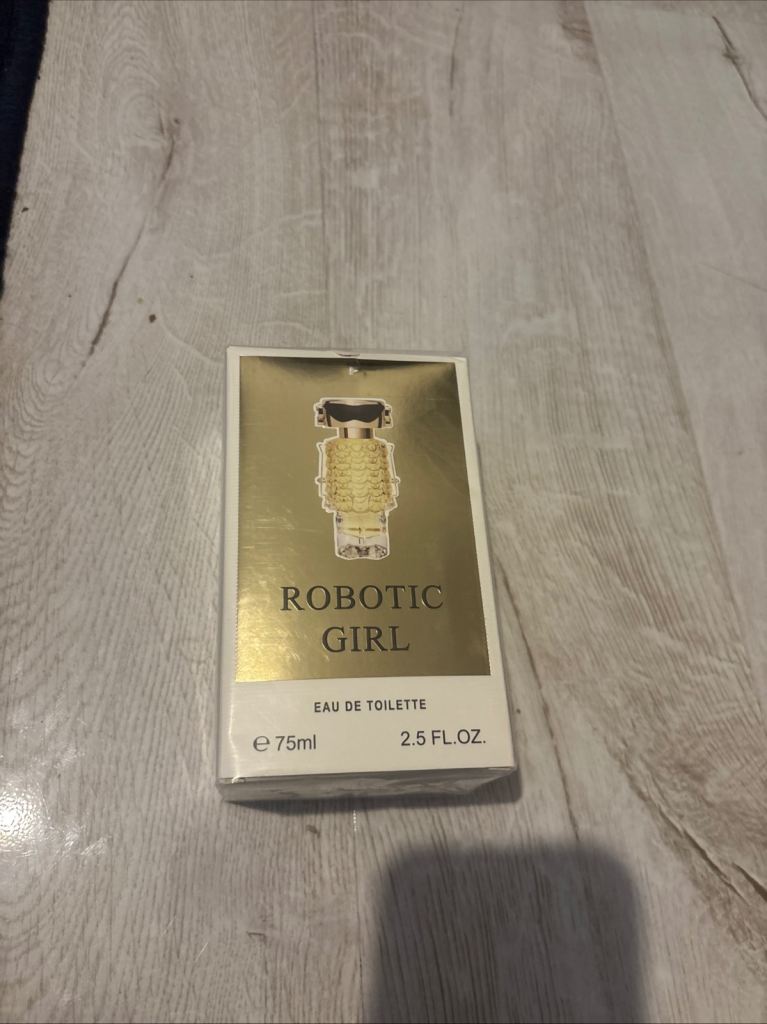 ROBOTIC
GIRL
EAU DE TOILETTE
℮ 75ml 2.5 FL.OZ.